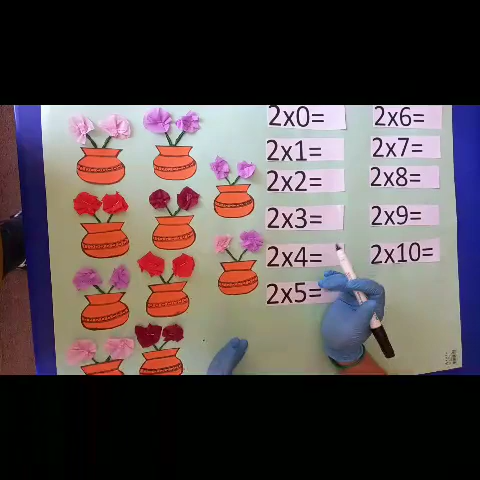 2x0=
2x1=
2x2=
2x3=
2x4=
2x5=
2x6=
2x7=
2x8=
2x9=
2x10=